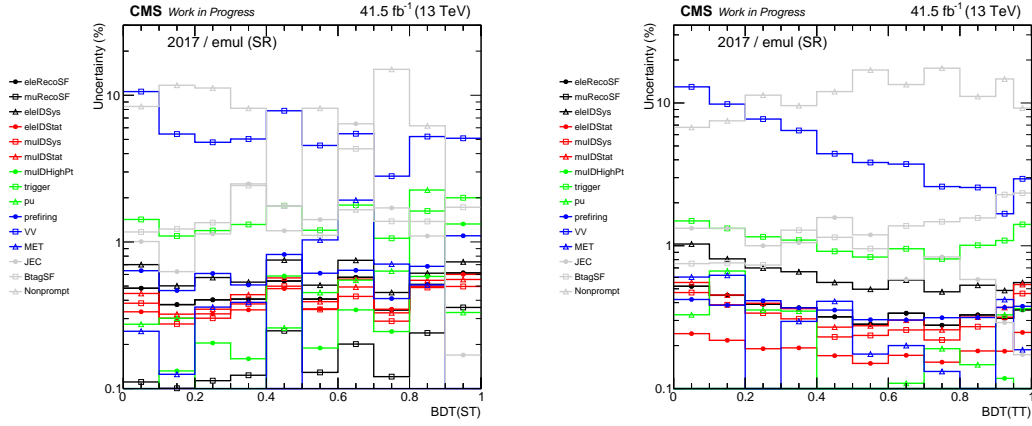 CMS Work in Progress 41.5 fb⁻¹ (13 TeV)
2017 / emul (SR)
Uncertainty (%)
10
1
0.1
eleRecoSF
muRecoSF
eleIDSys
eleIDStat
muIDSys
muIDStat
muIDHighPt
trigger
pu
prefiring
VV
MET
JEC
BtagSF
Nonprompt
0 0.2 0.4 0.6 0.8 1
BDT(ST)
CMS Work in Progress 41.5 fb⁻¹ (13 TeV)
2017 / emul (SR)
Uncertainty (%)
10
1
0.1
eleRecoSF
muRecoSF
eleIDSys
eleIDStat
muIDSys
muIDStat
muIDHighPt
trigger
pu
prefiring
VV
MET
JEC
BtagSF
Nonprompt
0 0.2 0.4 0.6 0.8 1
BDT(TT)